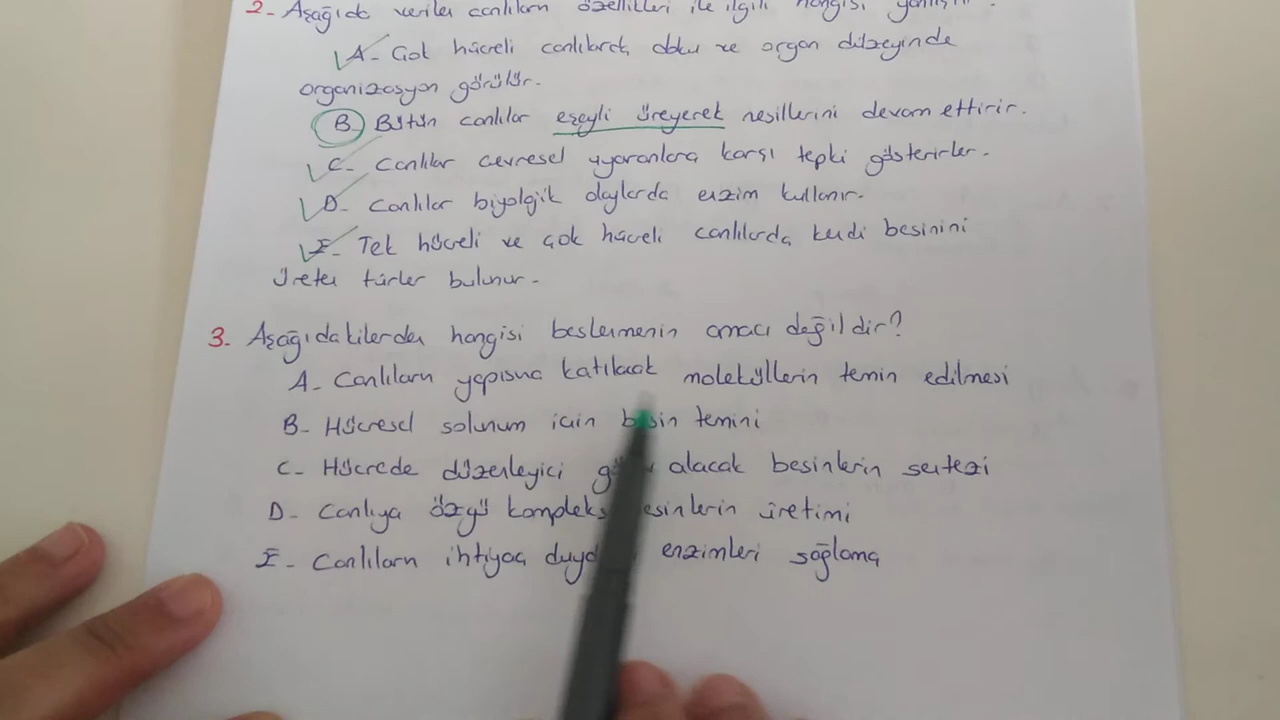 2- Aşağıda verilen canlıların özellikleri ile ilgili hangisi yanlıştır.
A- Çok hücreli canlılarda doku ve organ düzeyinde
organizasyon görülür.
B- Bütün canlılar eşeyli üreyerek nesillerini devam ettirir.
C- Canlılar çevresel uyaranlara karşı tepki gösterirler.
D- Canlılar biyolojik olaylarda enzim kullanır.
E- Tek hücreli ve çok hücreli canlılarda kendi besinini
üreten türler bulunur.
3. Aşağıdakilerden hangisi beslenmenin amacı değildir?
A- Canlıların yapısına katılacak moleküllerin temin edilmesi
B- Hücresel solunum için besin temini
C- Hücrede düzenleyici alacak besinlerin sentezi
D- Canlıya özgü kompleks besinlerin üretimi
E- Canlıların ihtiyaç enzimleri sağlama